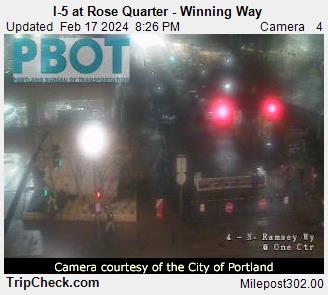 I-5 at Rose Quarter - Winning Way
Updated Feb 17 2024 8:26 PM Camera 4
PBOT
PORTLAND BUREAU OF TRANSPORTATION
4 - N. Ramsey Wy
@ One Ctr
Camera courtesy of the City of Portland
TripCheck.com Milepost302.00